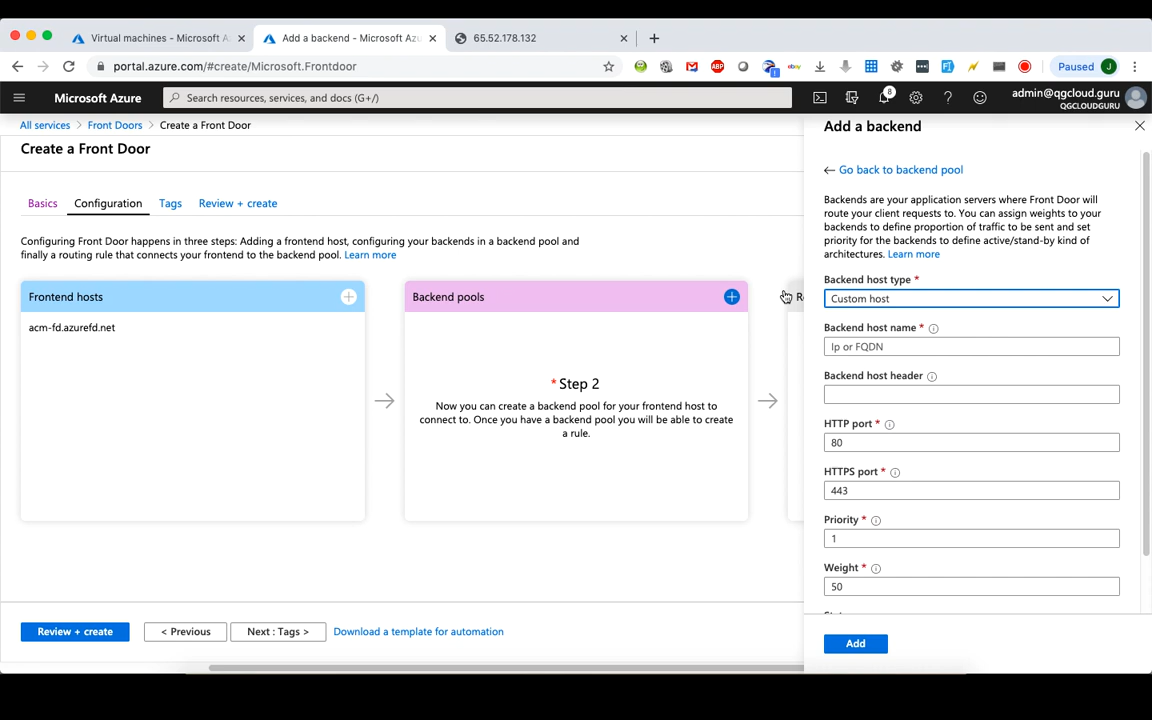 Virtual machines - Microsoft A
Add a backend - Microsoft Azu
65.52.178.132
portal.azure.com/#create/Microsoft.Frontdoor
ABP
Paused
J
Microsoft Azure
Search resources, services, and docs (G+/)
8
admin@qgcloud.guru
QGCLOUDGURU
All services > Front Doors > Create a Front Door
Create a Front Door
Basics
Configuration
Tags
Review + create
Configuring Front Door happens in three steps: Adding a frontend host, configuring your backends in a backend pool and
finally a routing rule that connects your frontend to the backend pool. Learn more
Frontend hosts
acm-fd.azurefd.net
Backend pools
* Step 2
Now you can create a backend pool for your frontend host to
connect to. Once you have a backend pool you will be able to create
a rule.
Review + create
< Previous
Next : Tags >
Download a template for automation
Add a backend
Go back to backend pool
Backends are your application servers where Front Door will
route your client requests to. You can assign weights to your
backends to define proportion of traffic to be sent and set
priority for the backends to define active/stand-by kind of
architectures. Learn more
Backend host type *
Custom host
Backend host name *
Ip or FQDN
Backend host header
HTTP port *
80
HTTPS port *
443
Priority *
1
Weight *
50
Add